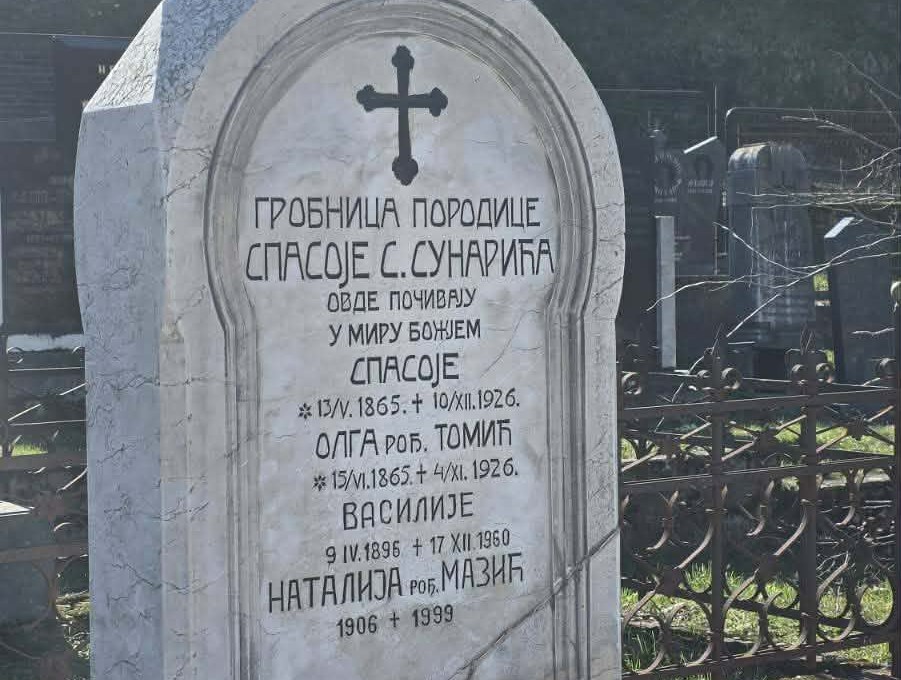 ГРОБНИЦА ПОРОДИЦЕ
СПАСОЈЕ С. СУНАРИЋА
ОВДЕ ПОЧИВАЈУ
У МИРУ БОЖЈЕМ
СПАСОЈЕ
* 13/V. 1865. + 10/XII. 1926.
ОЛГА РОЂ. ТОМИЋ
* 15/VI. 1865. + 4/XI. 1926.
ВАСИЛИЈЕ
9 IV. 1896 + 17 XII. 1960
НАТАЛИЈА РОЂ. МАЗИЋ
1906 + 1999